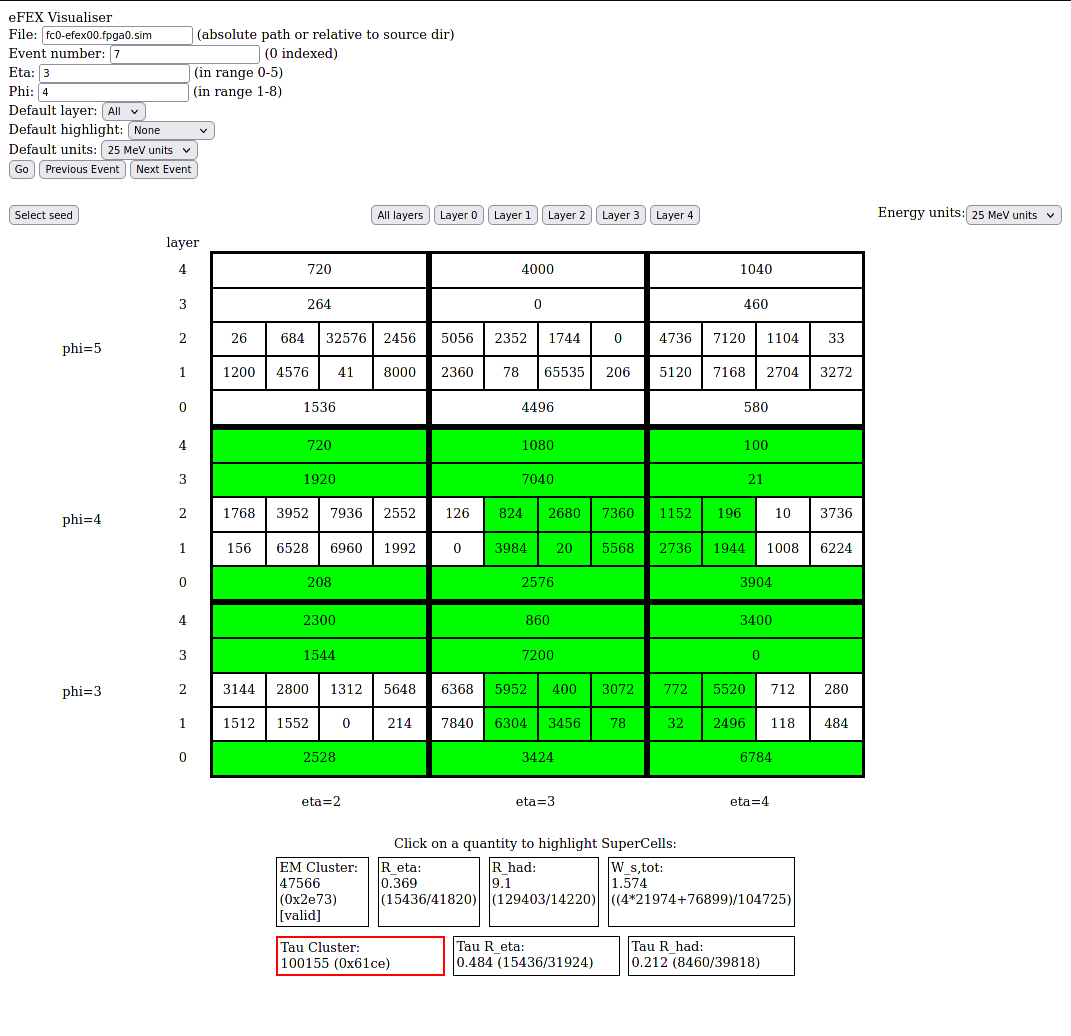 eFEX Visualiser
File: fc0-efex00.fpga0.sim (absolute path or relative to source dir)
Event number: 7 (0 indexed)
Eta: 3 (in range 0-5)
Phi: 4 (in range 1-8)
Default layer: All
Default highlight: None
Default units: 25 MeV units
Go Previous Event Next Event
Select seed All layers Layer 0 Layer 1 Layer 2 Layer 3 Layer 4 Energy units: 25 MeV units
layer
4 720 4000 1040
3 264 0 460
phi=5
2 26 684 32576 2456 5056 2352 1744 0 4736 7120 1104 33
1 1200 4576 41 8000 2360 78 65535 206 5120 7168 2704 3272
0 1536 4496 580
4 720 1080 100
3 1920 7040 21
phi=4
2 1768 3952 7936 2552 126 824 2680 7360 1152 196 10 3736
1 156 6528 6960 1992 0 3984 20 5568 2736 1944 1008 6224
0 208 2576 3904
4 2300 860 3400
3 1544 7200 0
phi=3
2 3144 2800 1312 5648 6368 5952 400 3072 772 5520 712 280
1 1512 1552 0 214 7840 6304 3456 78 32 2496 118 484
0 2528 3424 6784
eta=2 eta=3 eta=4
Click on a quantity to highlight SuperCells:
EM Cluster:
47566
(0x2e73)
[valid]
R_eta:
0.369
(15436/41820)
R_had:
9.1
(129403/14220)
W_s,tot:
1.574
((4*21974+76899)/104725)
Tau Cluster:
100155 (0x61ce)
Tau R_eta:
0.484 (15436/31924)
Tau R_had:
0.212 (8460/39818)